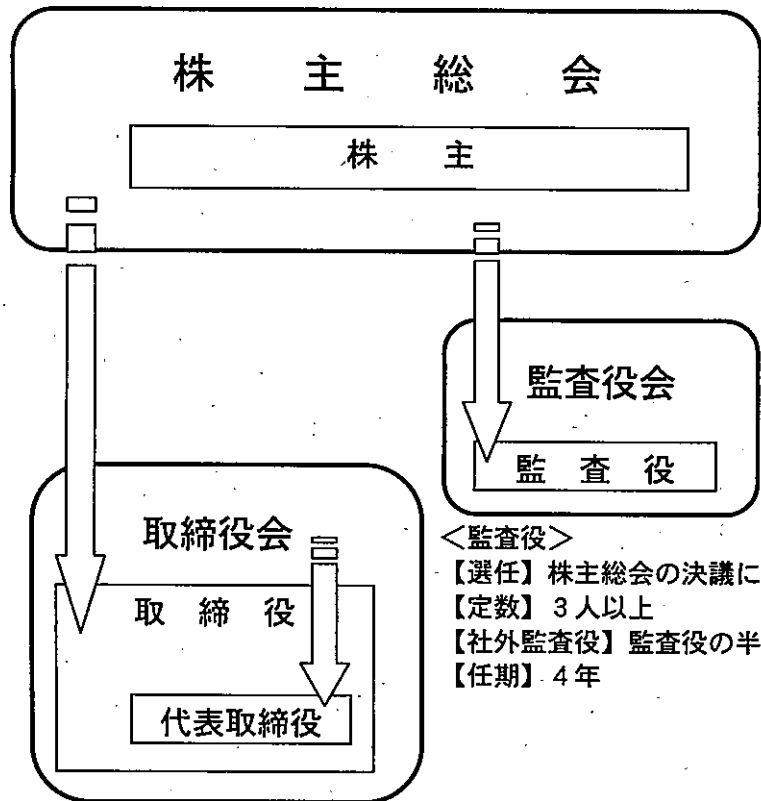 株主総会
株主
監査役会
監査役
<監査役>
【選任】株主総会の決議に
【定数】3人以上
【社外監査役】監査役の半
【任期】4年
取締役会
取締役
代表取締役